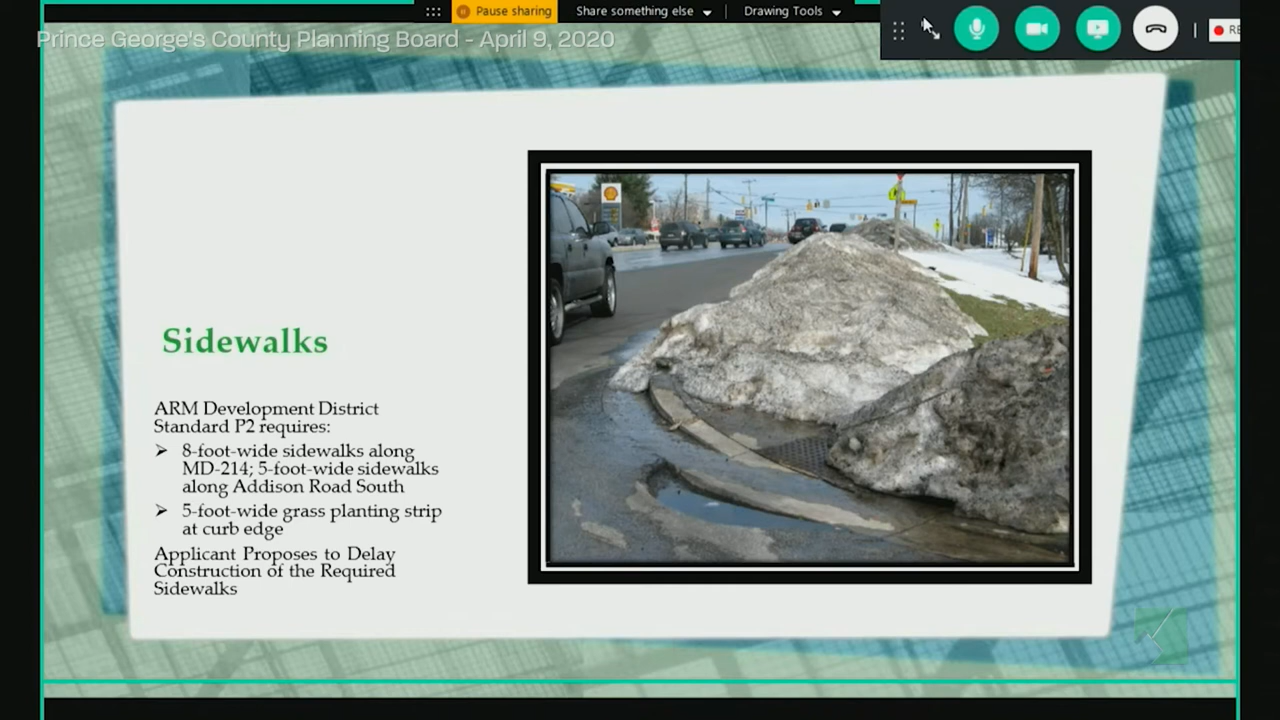 Pause sharing
Share something else
Drawing Tools
Prince George's County Planning Board - April 9, 2020
Sidewalks
ARM Development District
Standard P2 requires:
8-foot-wide sidewalks along
MD-214; 5-foot-wide sidewalks
along Addison Road South
5-foot-wide grass planting strip
at curb edge
Applicant Proposes to Delay
Construction of the Required
Sidewalks